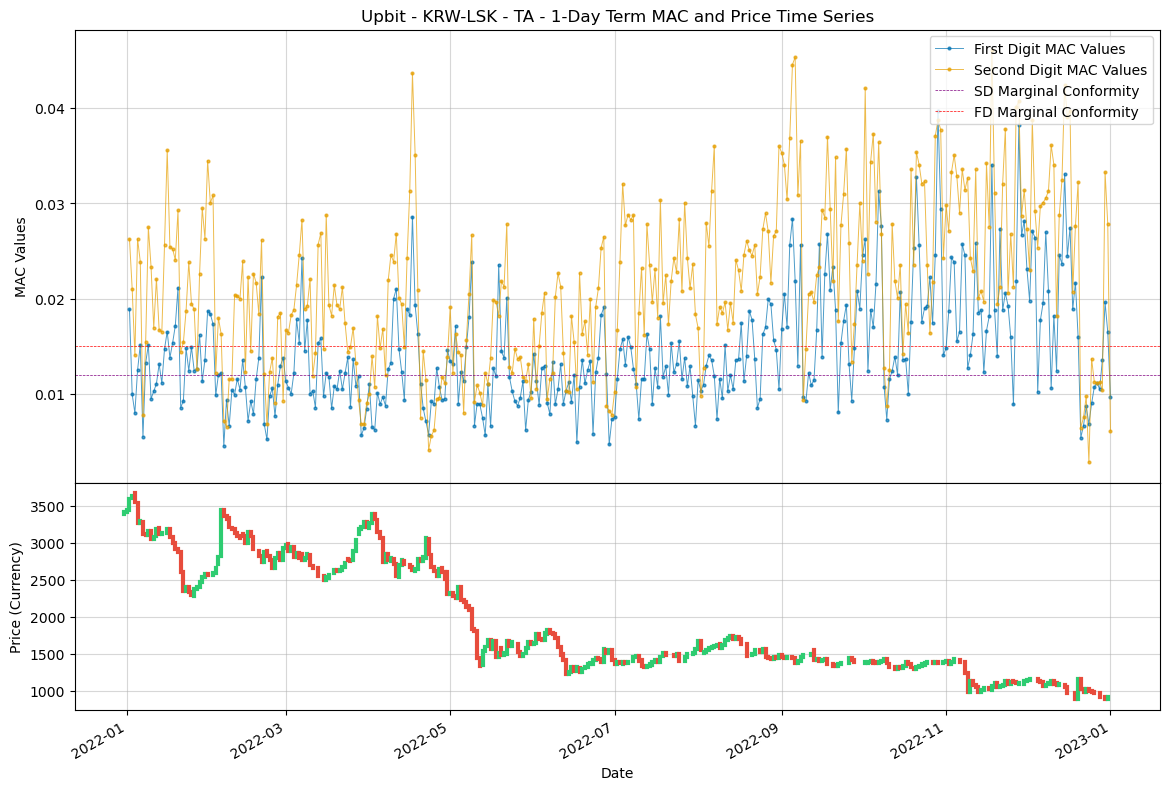 Upbit - KRW-LSK - TA - 1-Day Term MAC and Price Time Series
First Digit MAC Values
Second Digit MAC Values
SD Marginal Conformity
FD Marginal Conformity
MAC Values
0.04
0.03
0.02
0.01
Price (Currency)
3500
3000
2500
2000
1500
1000
2022-01
2022-03
2022-05
2022-07
2022-09
2022-11
2023-01
Date